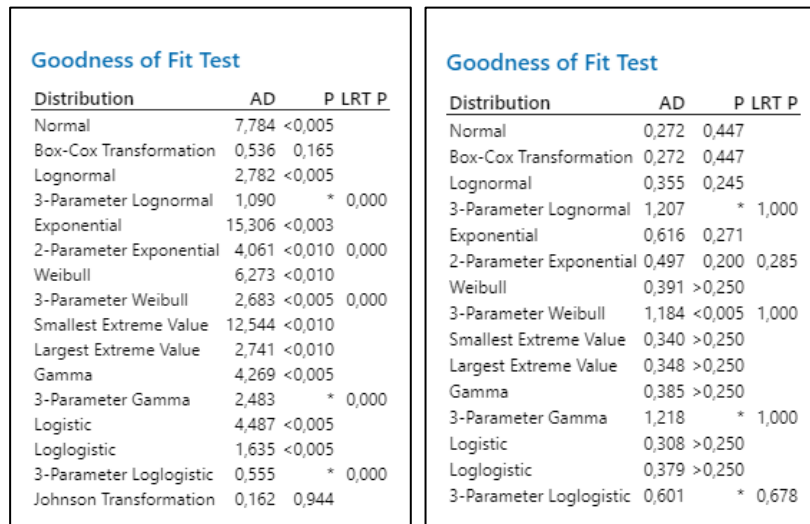 Goodness of Fit Test
Distribution AD P LRT P
Normal 7,784 <0,005
Box-Cox Transformation 0,536 0,165
Lognormal 2,782 <0,005
3-Parameter Lognormal 1,090 * 0,000
Exponential 15,306 <0,003
2-Parameter Exponential 4,061 <0,010 0,000
Weibull 6,273 <0,010
3-Parameter Weibull 2,683 <0,005 0,000
Smallest Extreme Value 12,544 <0,010
Largest Extreme Value 2,741 <0,010
Gamma 4,269 <0,005
3-Parameter Gamma 2,483 * 0,000
Logistic 4,487 <0,005
Loglogistic 1,635 <0,005
3-Parameter Loglogistic 0,555 * 0,000
Johnson Transformation 0,162 0,944
Goodness of Fit Test
Distribution AD P LRT P
Normal 0,272 0,447
Box-Cox Transformation 0,272 0,447
Lognormal 0,355 0,245
3-Parameter Lognormal 1,207 * 1,000
Exponential 0,616 0,271
2-Parameter Exponential 0,497 0,200 0,285
Weibull 0,391 >0,250
3-Parameter Weibull 1,184 <0,005 1,000
Smallest Extreme Value 0,340 >0,250
Largest Extreme Value 0,348 >0,250
Gamma 0,385 >0,250
3-Parameter Gamma 1,218 * 1,000
Logistic 0,308 >0,250
Loglogistic 0,379 >0,250
3-Parameter Loglogistic 0,601 * 0,678